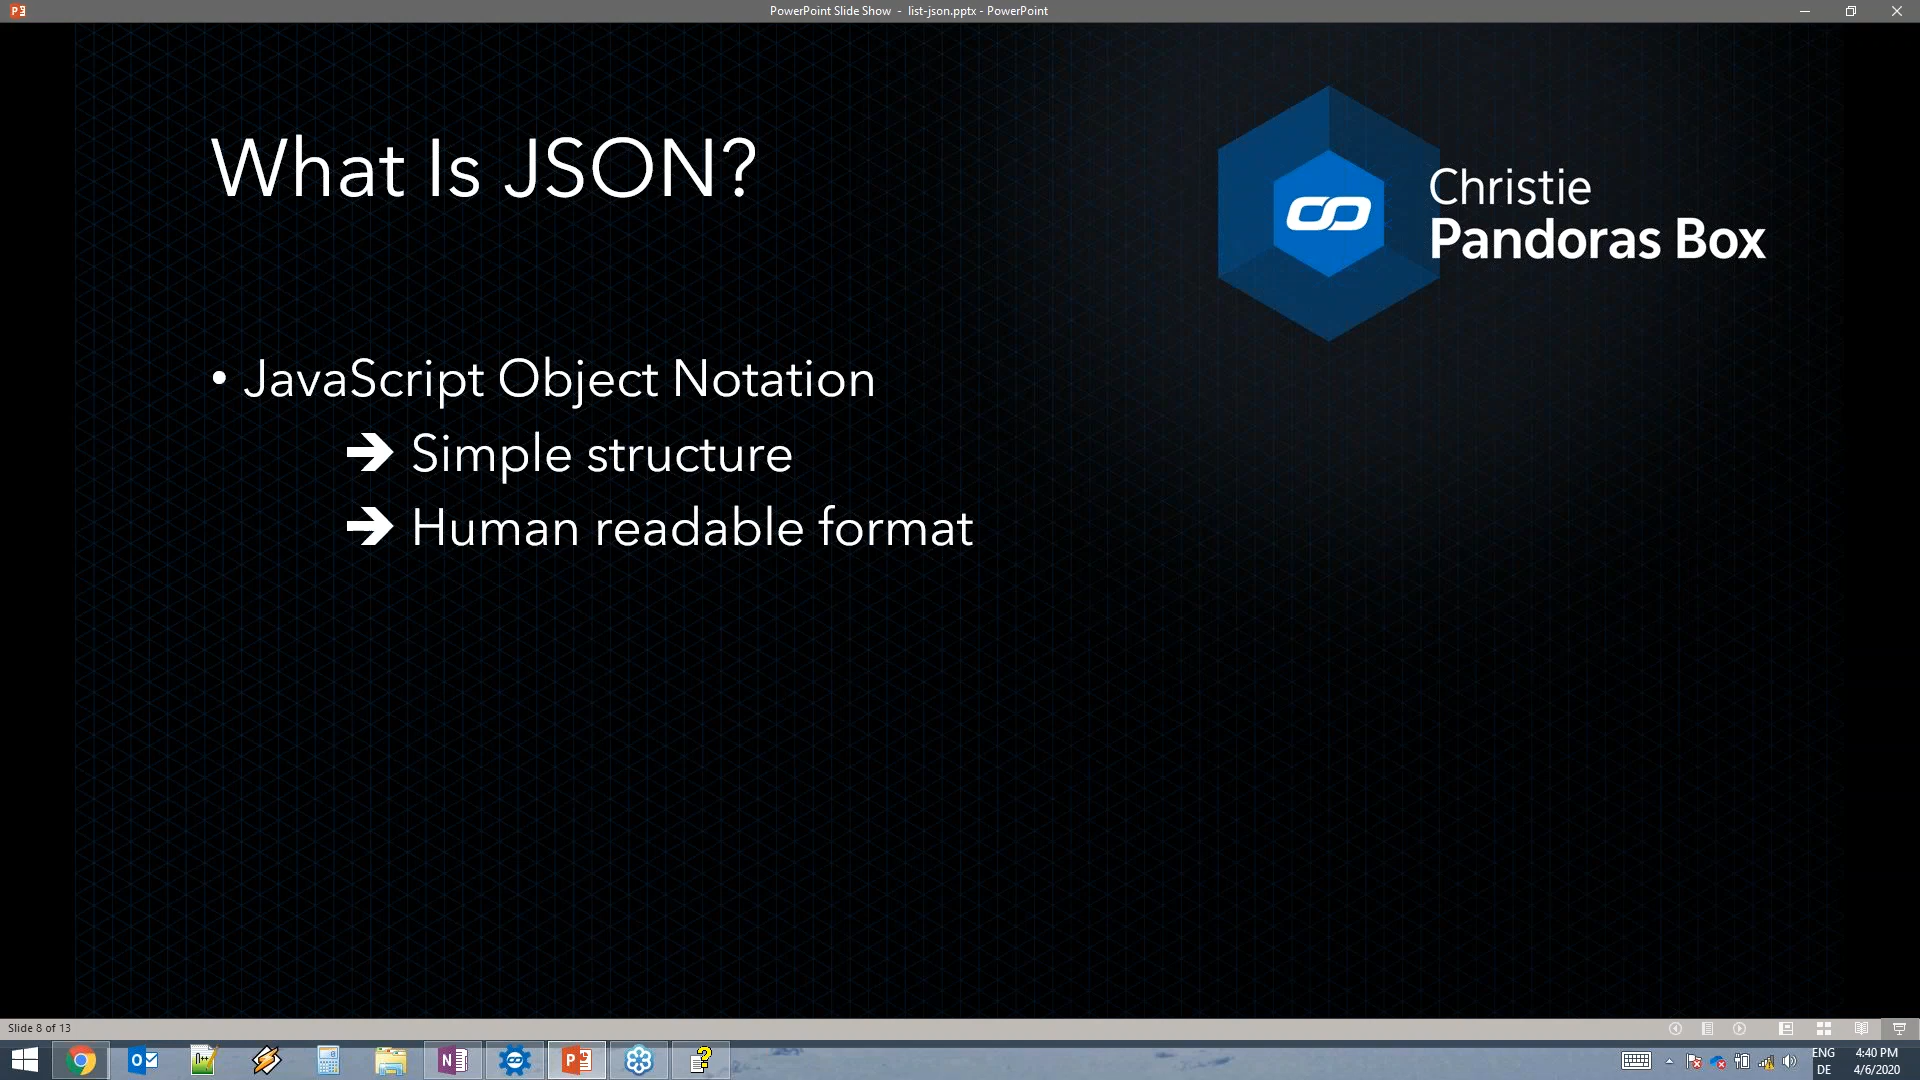 PowerPoint Slide Show - list-json.pptx - PowerPoint
What Is JSON?
Christie
Pandoras Box
• JavaScript Object Notation
➔ Simple structure
➔ Human readable format
Slide 8 of 13
ENG 4:40 PM
DE 4/6/2020